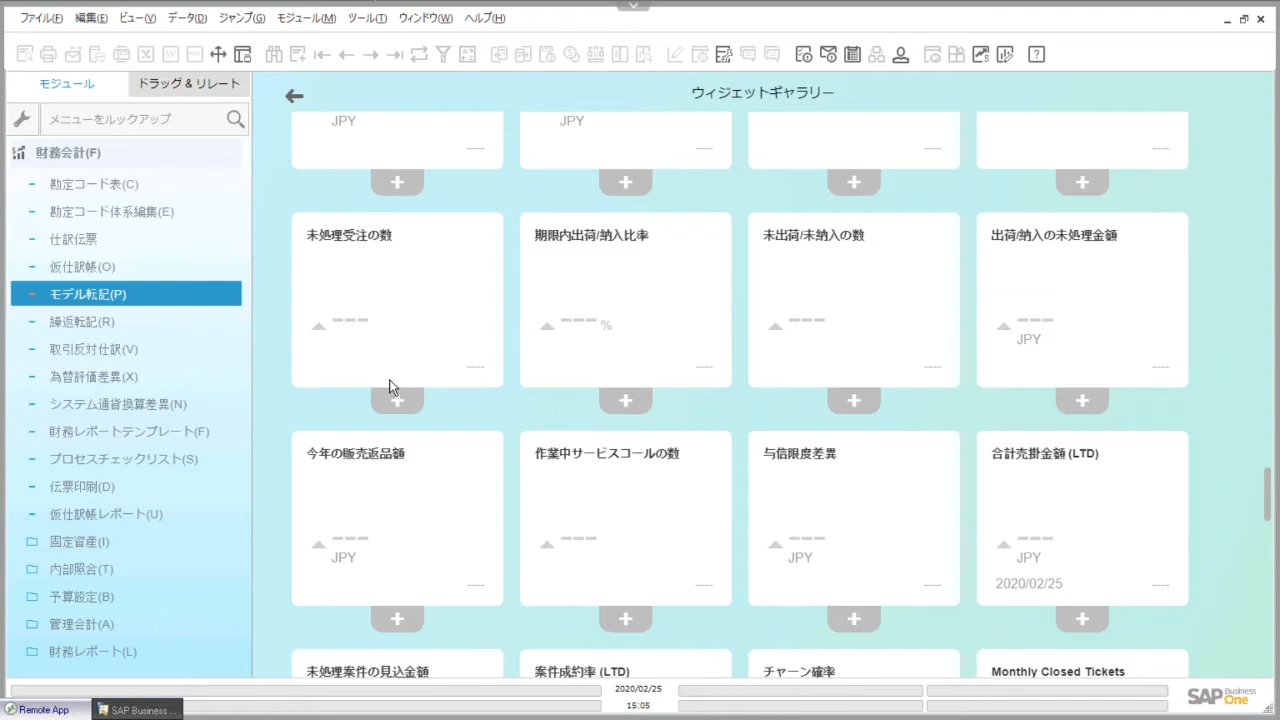 ファイル(F) 編集(E) ビュー(V) データ(D) ジャンプ(G) モジュール(M) ツール(T) ウィンドウ(W) ヘルプ(H)
モジュール ドラッグ & リレート
メニューをルックアップ
財務会計(F)
勘定コード表(C)
勘定コード体系編集(E)
仕訳伝票
仮仕訳帳(O)
モデル転記(P)
繰返転記(R)
取引反対仕訳(V)
為替評価差異(X)
システム通貨換算差異(N)
財務レポートテンプレート(F)
プロセスチェックリスト(S)
伝票印刷(D)
仮仕訳帳レポート(U)
固定資産(I)
内部照合(T)
予算設定(B)
管理会計(A)
財務レポート(L)
ウィジェットギャラリー
JPY JPY
---- ---- ---- ----
+ + + +
未処理受注の数 期限内出荷/納入比率 未出荷/未納入の数 出荷/納入の未処理金額
--- --- % --- ---
JPY
---- ---- ---- ----
+ + + +
今年の販売返品額 作業中サービスコールの数 与信限度差異 合計売掛金額 (LTD)
--- --- --- ---
JPY JPY JPY
---- ---- ---- 2020/02/25 ----
+ + + +
未処理案件の見込金額 案件成約率 (LTD) チャーン確率 Monthly Closed Tickets
2020/02/25
15:05
SAP Business One
Remote App SAP Business ...